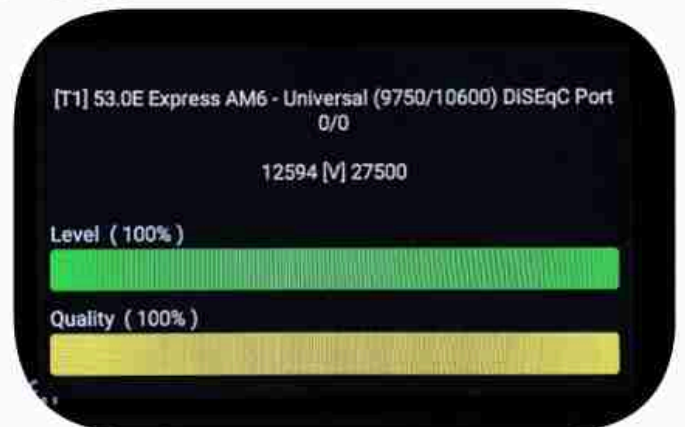 [T1] 53.0E Express AM6 - Universal (9750/10600) DiSEqC Port
0/0
12594 [V] 27500
Level ( 100% )
Quality ( 100% )